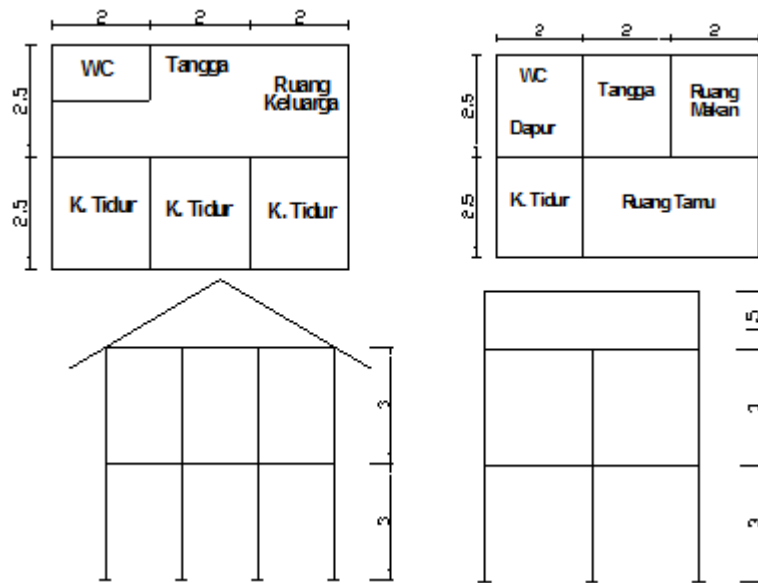 2 2 2
WC
Tangga
Ruang
Keluarga
2.5
K. Tidur K. Tidur K. Tidur
2.5
2 2 2
WC
Dapur
Tangga
Ruang
Makan
2.5
K. Tidur
Ruang Tamu
2.5
3
3
1.5
3
3